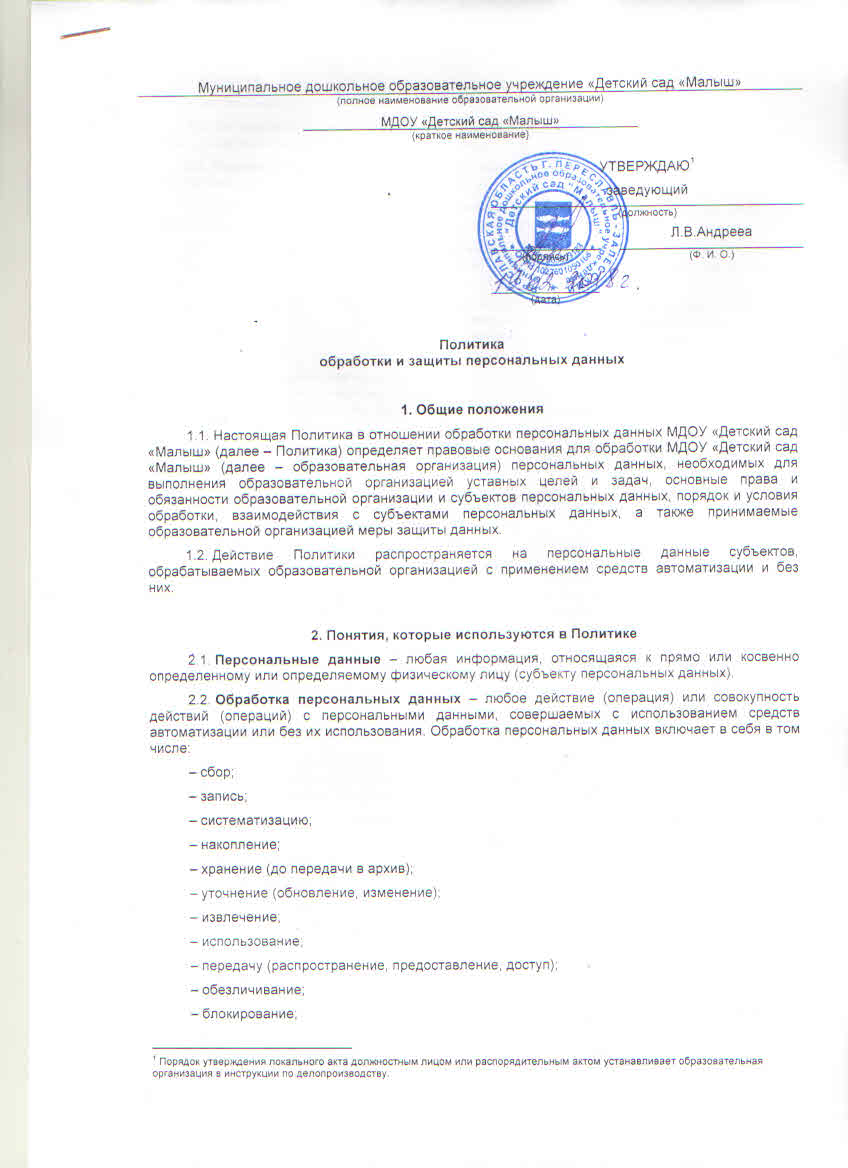 Муниципальное дошкольное образовательное учреждение «Детский сад «Малыш»
(полное наименование образовательной организации)
МДОУ «Детский сад «Малыш»
(краткое наименование)
УТВЕРЖДАЮ1
заведующий
(должность)
Л.В.Андреева
(Ф. И. О.)
(подпись)
(дата)
Политика
обработки и защиты персональных данных
1. Общие положения
1.1. Настоящая Политика в отношении обработки персональных данных МДОУ «Детский сад
«Малыш» (далее – Политика) определяет правовые основания для обработки МДОУ «Детский сад
«Малыш» (далее – образовательная организация) персональных данных, необходимых для
выполнения образовательной организацией уставных целей и задач, основные права и
обязанности образовательной организации и субъектов персональных данных, порядок и условия
обработки, взаимодействия с субъектами персональных данных, а также принимаемые
образовательной организацией меры защиты данных.
1.2. Действие Политики распространяется на персональные данные субъектов,
обрабатываемых образовательной организацией с применением средств автоматизации и без
них.
2. Понятия, которые используются в Политике
2.1. Персональные данные – любая информация, относящаяся к прямо или косвенно
определенному или определяемому физическому лицу (субъекту персональных данных).
2.2. Обработка персональных данных – любое действие (операция) или совокупность
действий (операций) с персональными данными, совершаемых с использованием средств
автоматизации или без их использования. Обработка персональных данных включает в себя в том
числе:
– сбор;
– запись;
– систематизацию;
– накопление;
– хранение (до передачи в архив);
– уточнение (обновление, изменение);
– извлечение;
– использование;
– передачу (распространение, предоставление, доступ);
– обезличивание;
– блокирование;
1 Порядок утверждения локального акта должностным лицом или распорядительным актом устанавливает образовательная
организация в инструкции по делопроизводству.